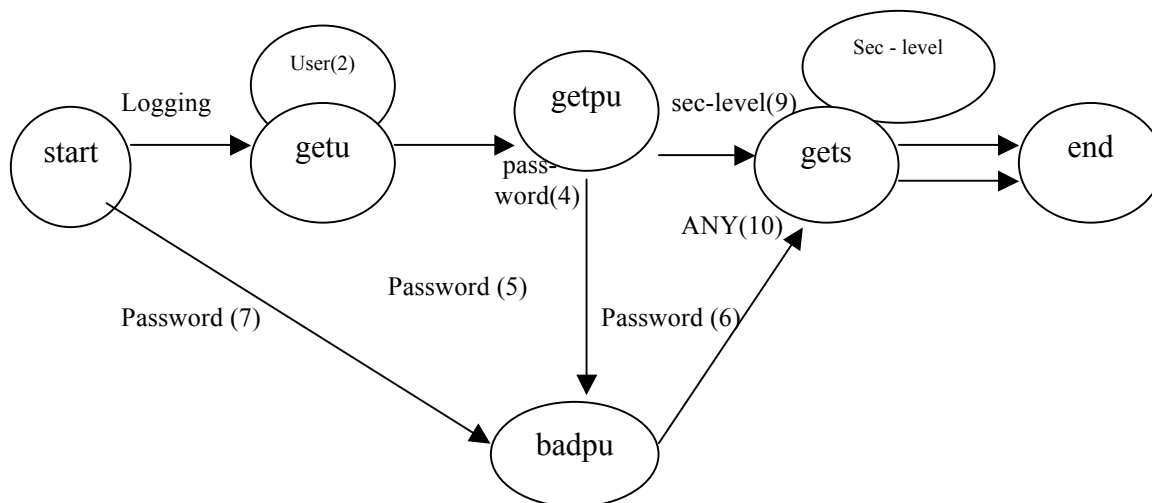 User(2)
Sec - level
Logging
getpu
sec-level(9)
start
getu
gets
end
pass-
word(4)
ANY(10)
Password (5)
Password (7)
Password (6)
badpu